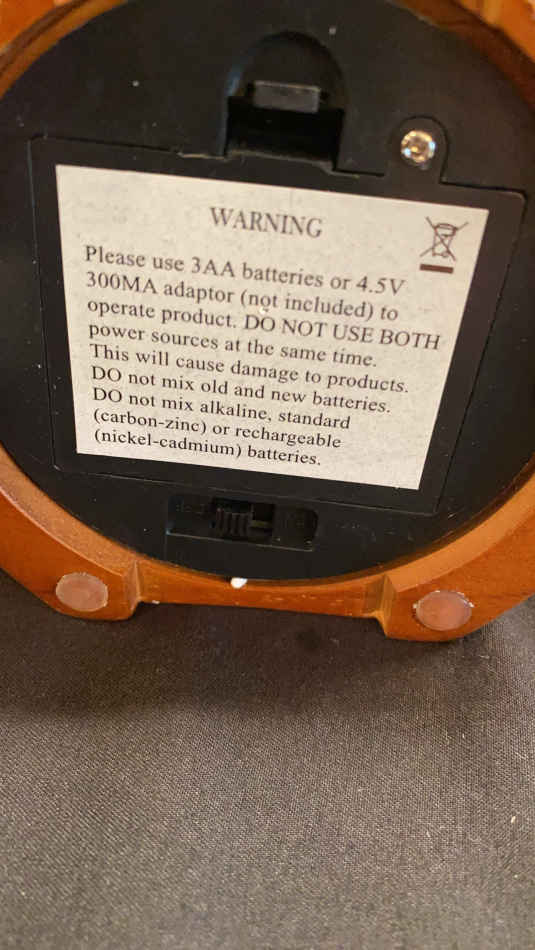 WARNING
Please use 3AA batteries or 4.5V
300MA adaptor (not included) to
operate product. DO NOT USE BOTH
power sources at the same time.
This will cause damage to products.
DO not mix old and new batteries.
DO not mix alkaline, standard
(carbon-zinc) or rechargeable
(nickel-cadmium) batteries.